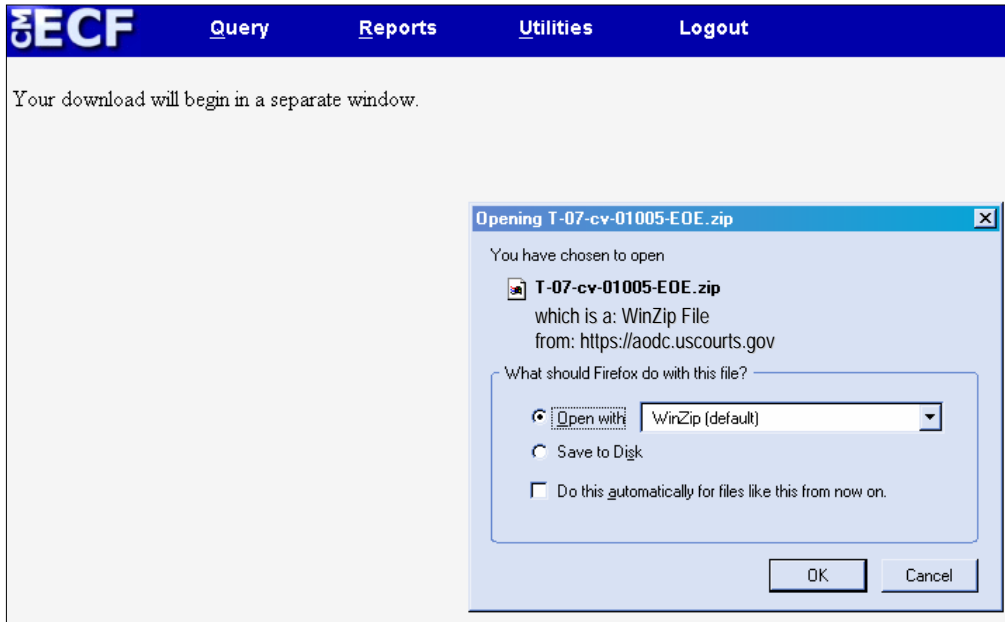 CM ECF Query Reports Utilities Logout
Your download will begin in a separate window.
Opening T-07-cv-01005-EOE.zip
You have chosen to open
T-07-cv-01005-EOE.zip
which is a: WinZip File
from: https://aodc.uscourts.gov
What should Firefox do with this file?
Open with WinZip (default)
Save to Disk
Do this automatically for files like this from now on.
OK Cancel